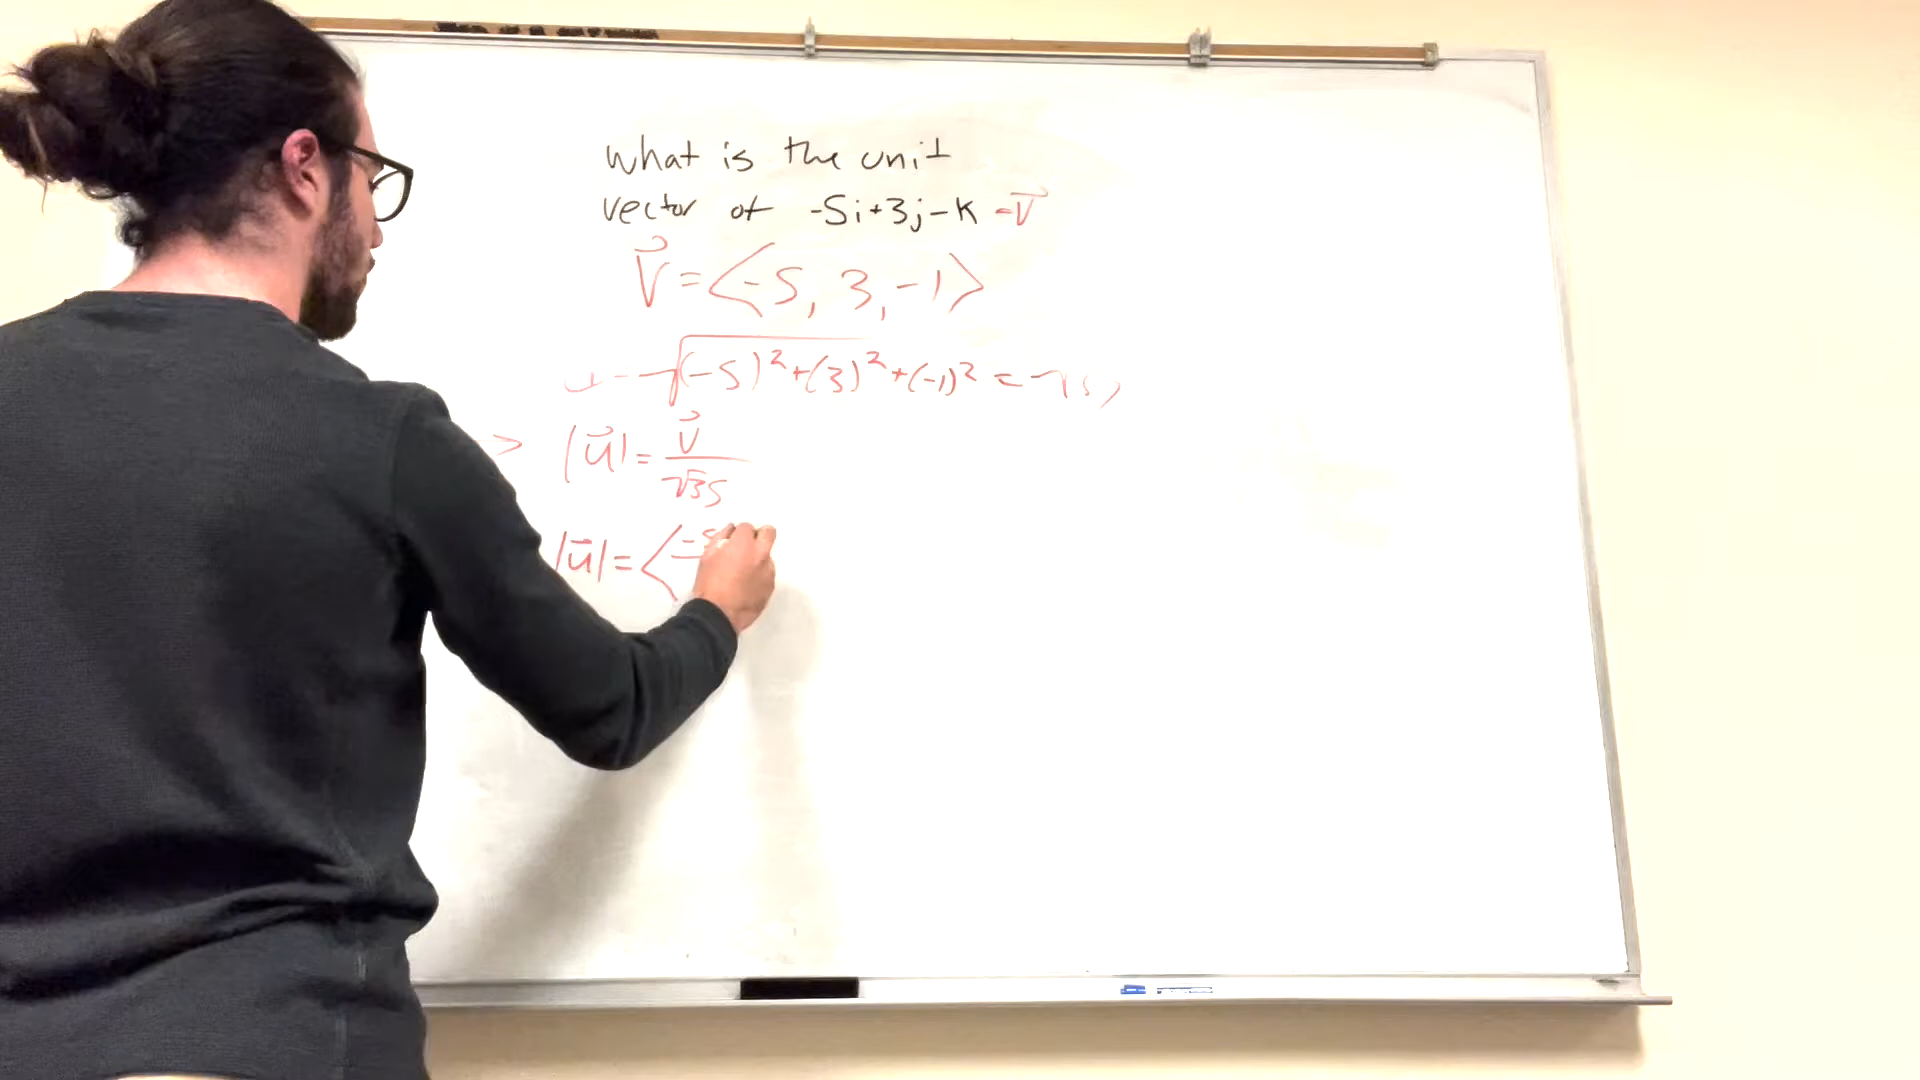 What is the unit
vector of -5i+3j-k =v⃗
v⃗ = <-5, 3, -1>
√(-5)²+(3)²+(-1)² = √35
> |u⃗| = v⃗/√35
|u⃗| = <-5